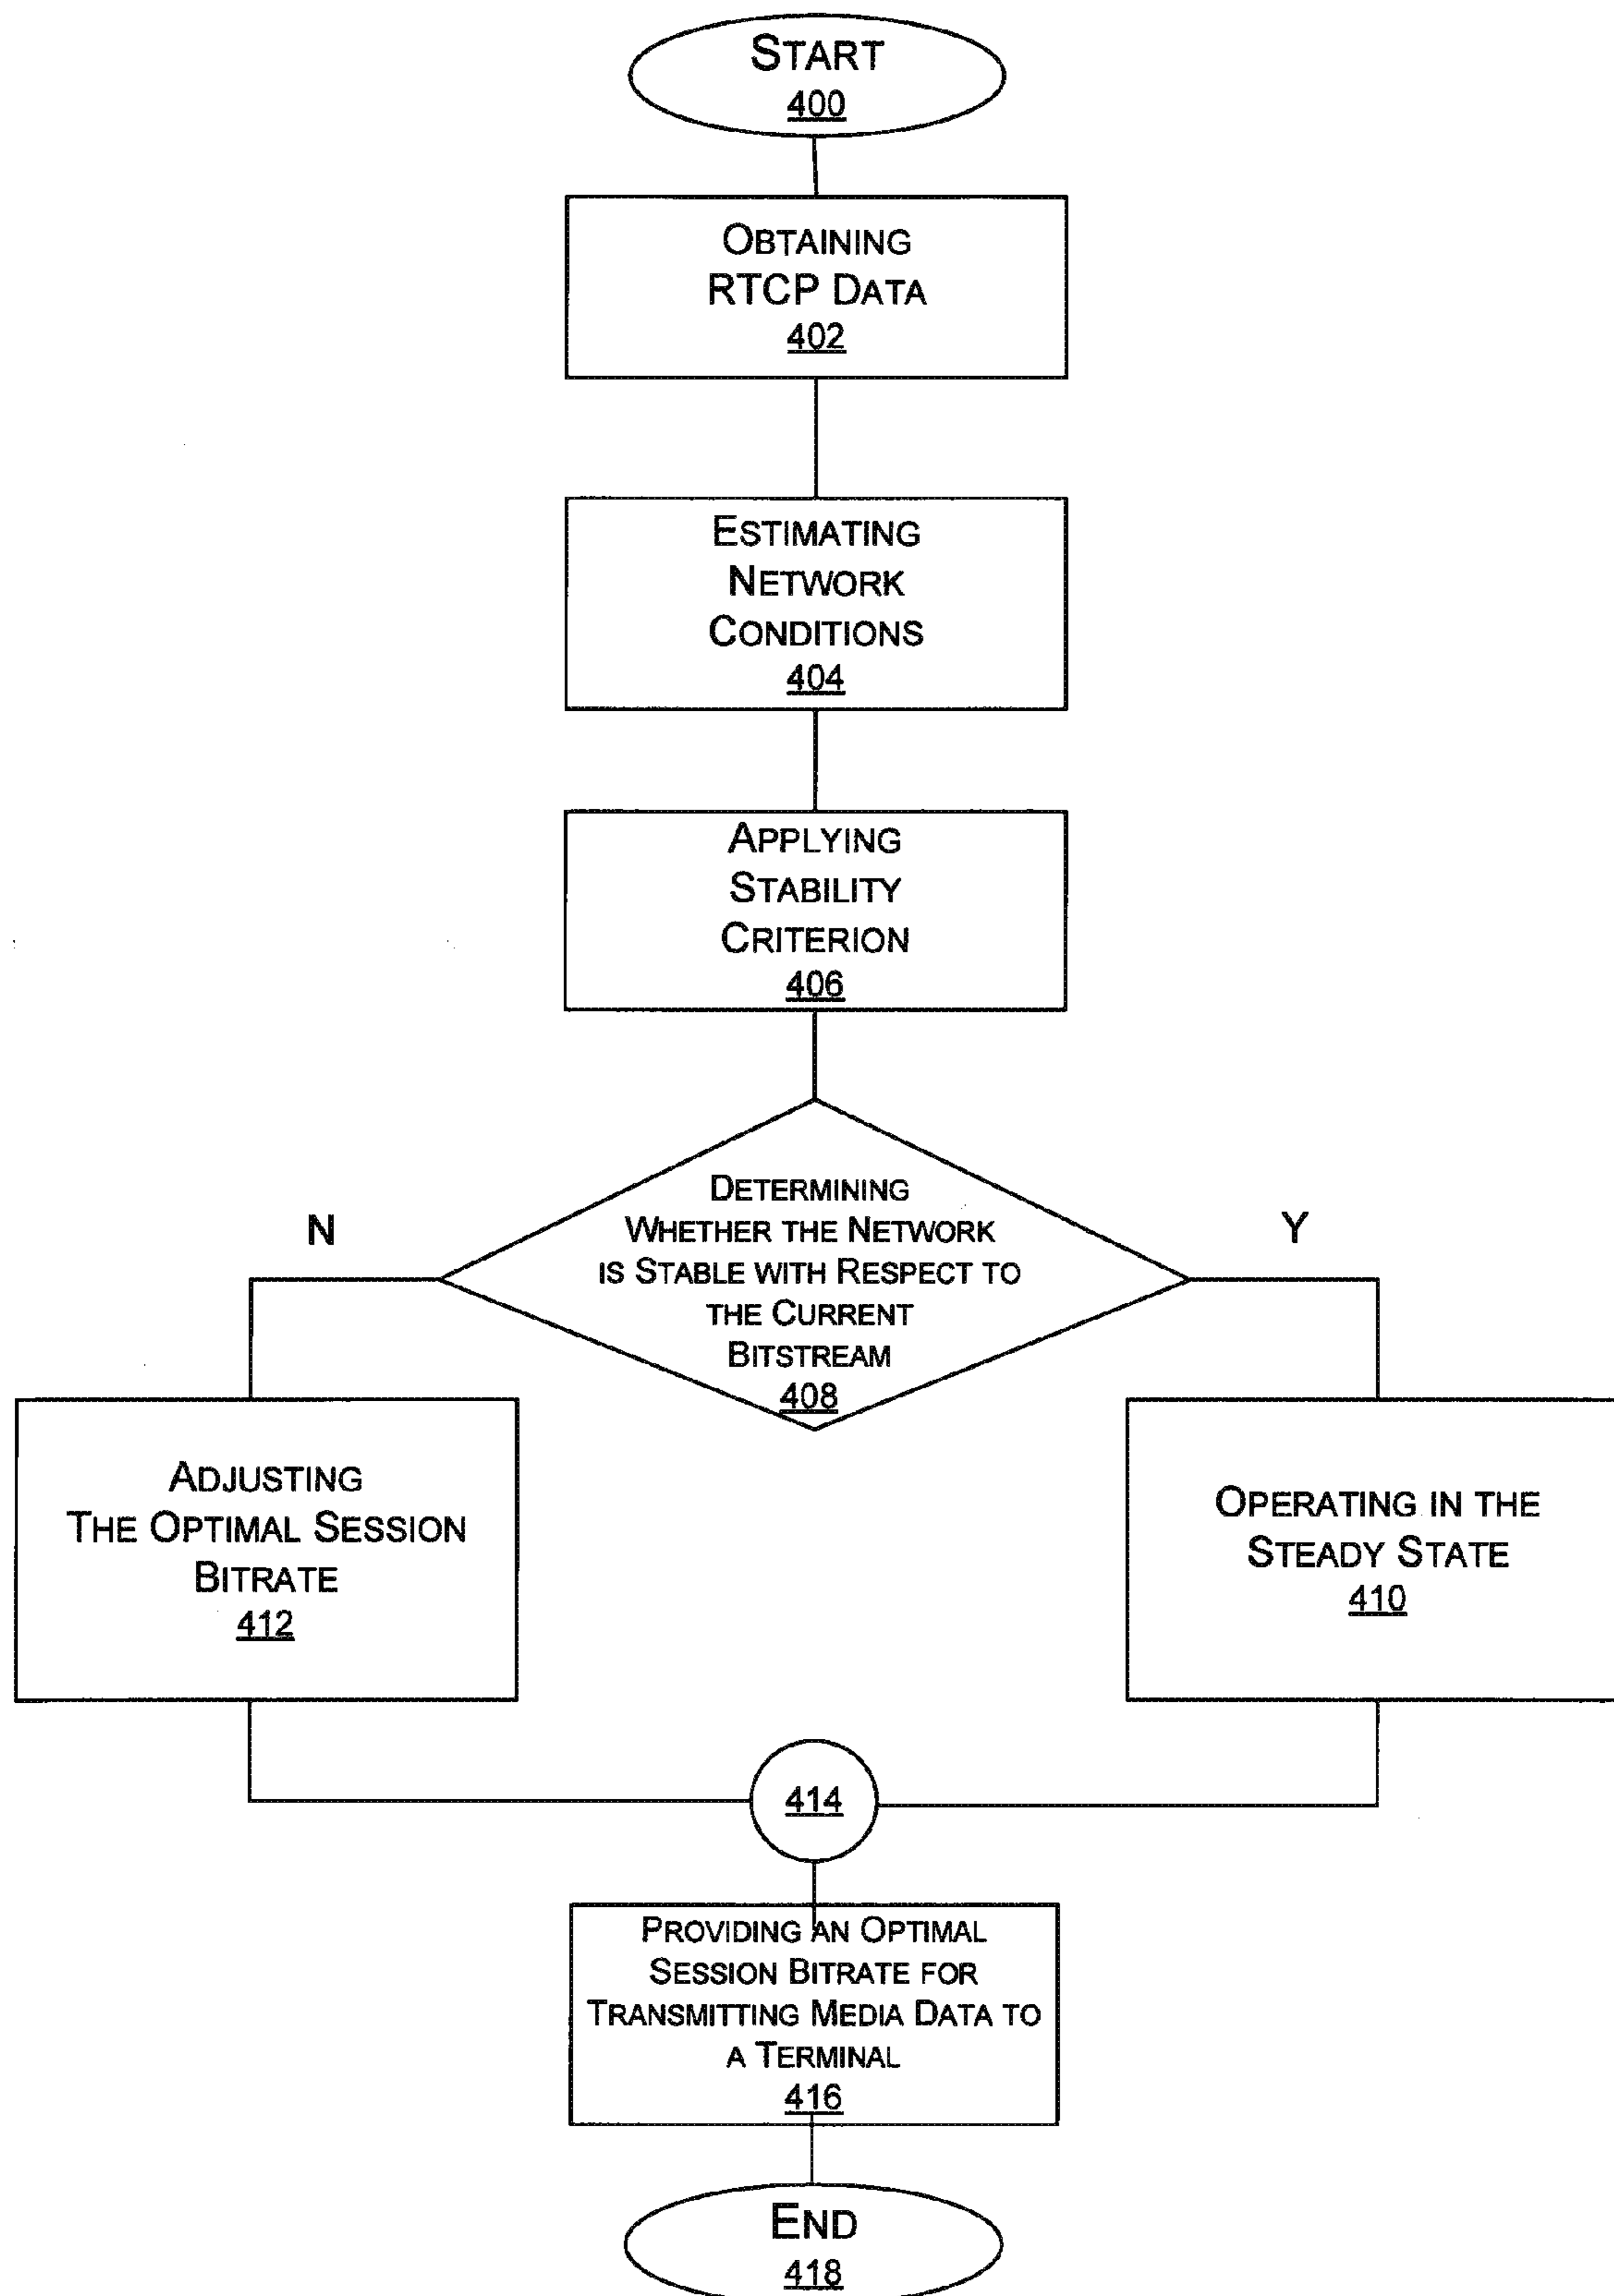 START
400
OBTAINING
RTCP DATA
402
ESTIMATING
NETWORK
CONDITIONS
404
APPLYING
STABILITY
CRITERION
406
DETERMINING
WHETHER THE NETWORK
IS STABLE WITH RESPECT TO
THE CURRENT
BITSTREAM
408
N
Y
ADJUSTING
THE OPTIMAL SESSION
BITRATE
412
OPERATING IN THE
STEADY STATE
410
414
PROVIDING AN OPTIMAL
SESSION BITRATE FOR
TRANSMITTING MEDIA DATA TO
A TERMINAL
416
END
418